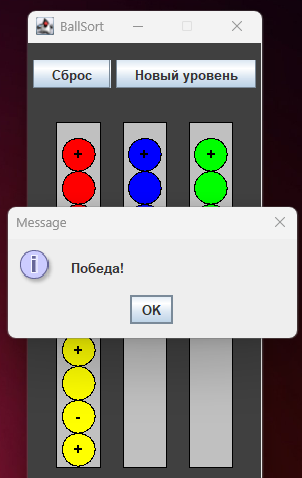 BallSort
Сброс
Новый уровень
+ + +
Message
i
Победа!
OK
+
-
+